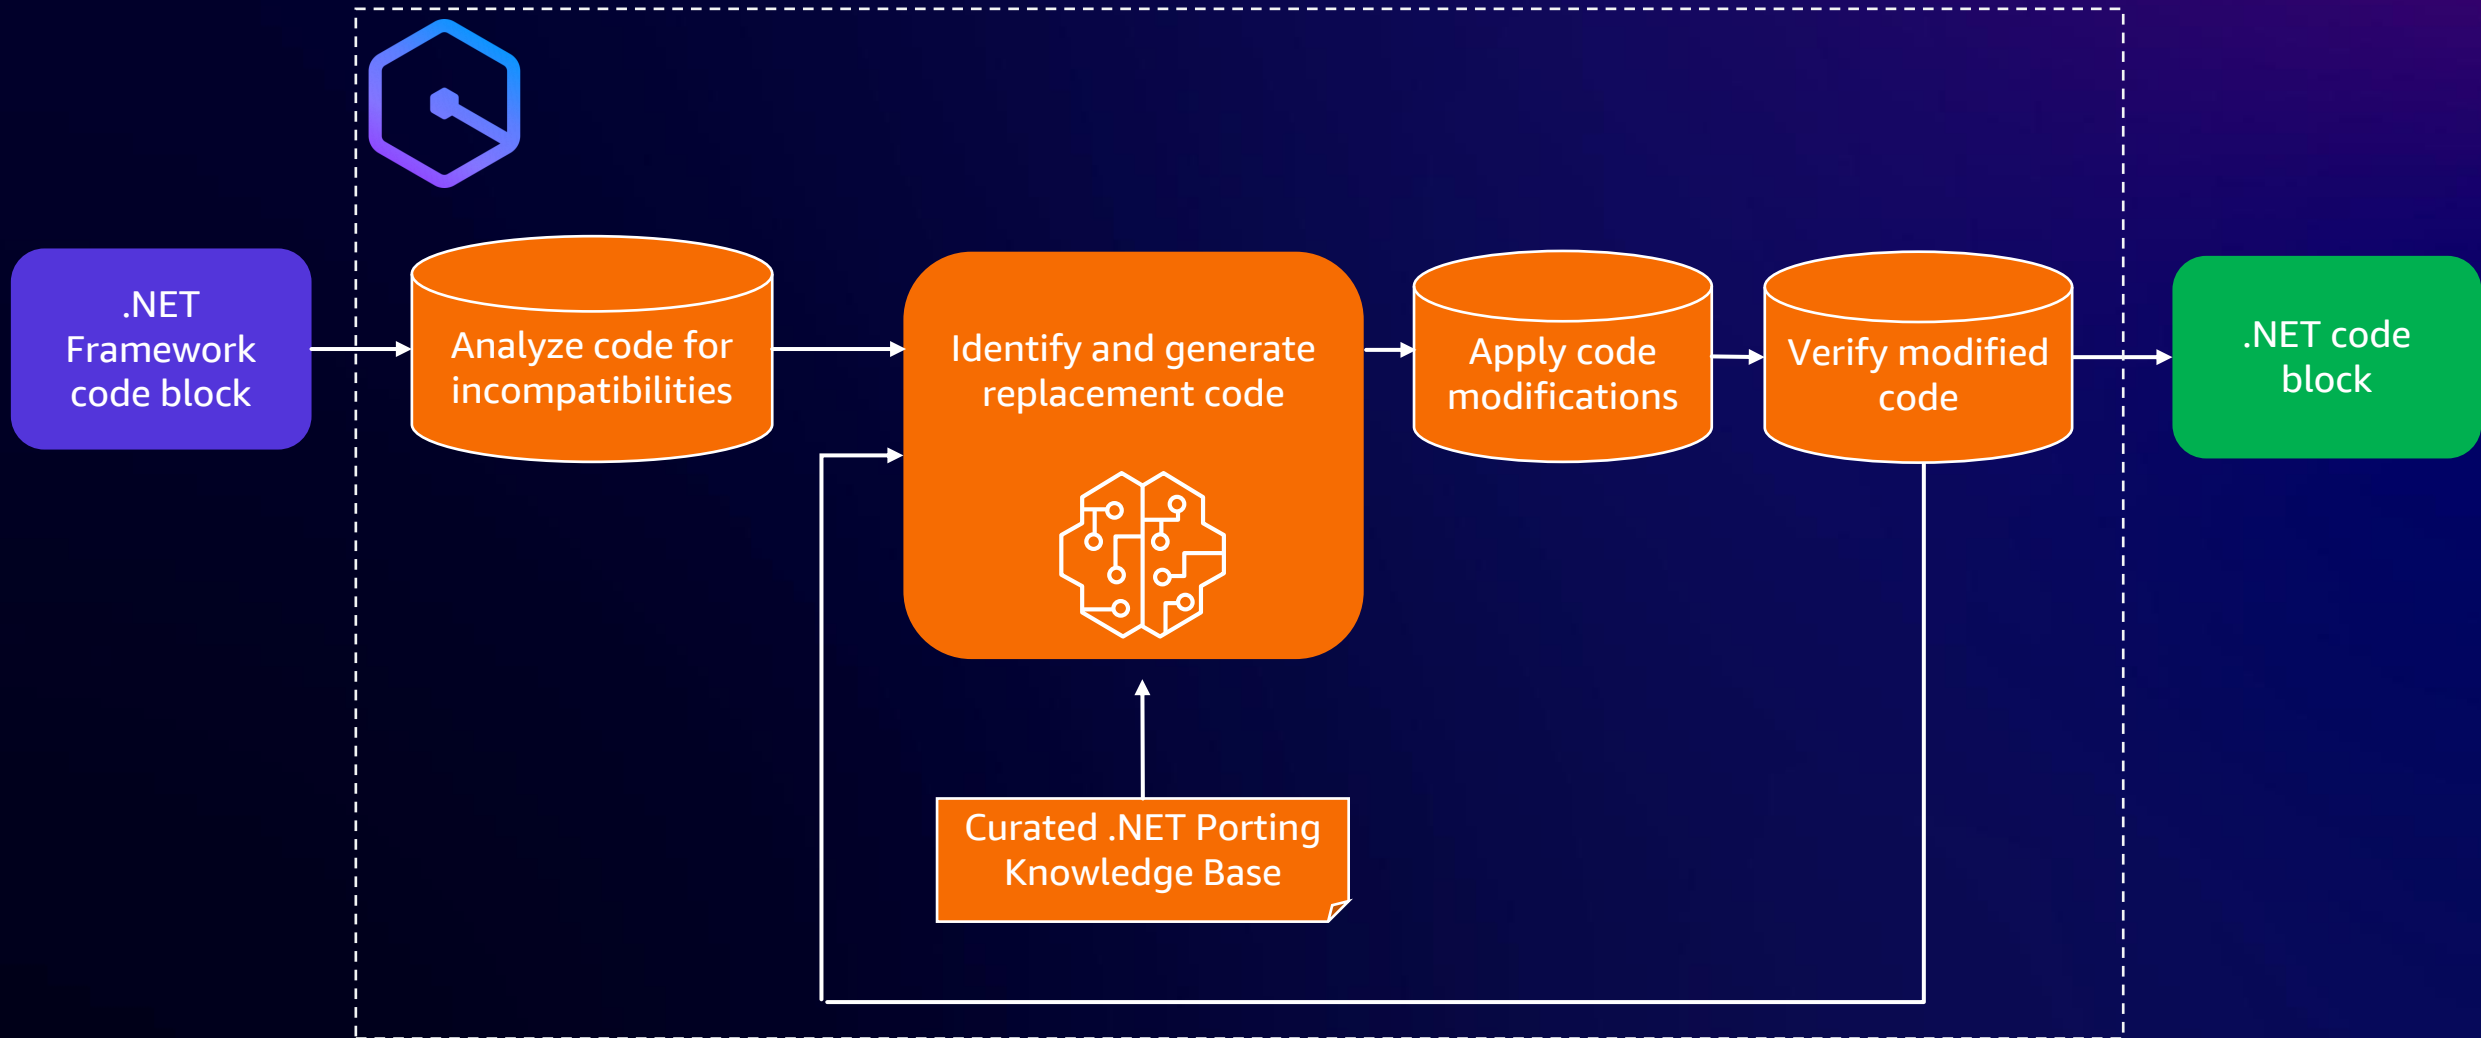 .NET
Framework
code block
Analyze code for
incompatibilities
Identify and generate
replacement code
Apply code
modifications
Verify modified
code
.NET code
block
Curated .NET Porting
Knowledge Base